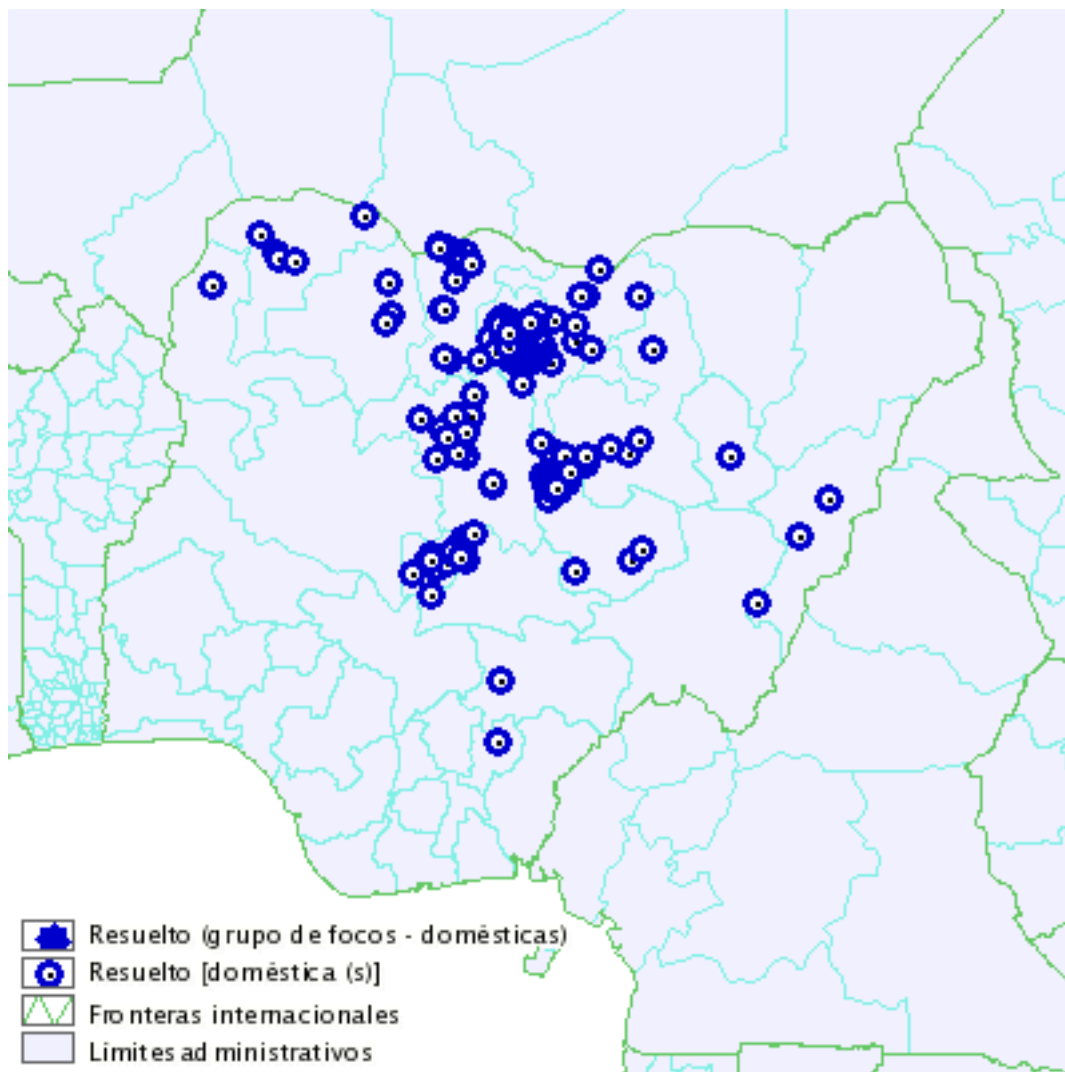 Resuelto (grupo de focos - domésticas)
Resuelto [doméstica (s)]
Fronteras internacionales
Límites administrativos